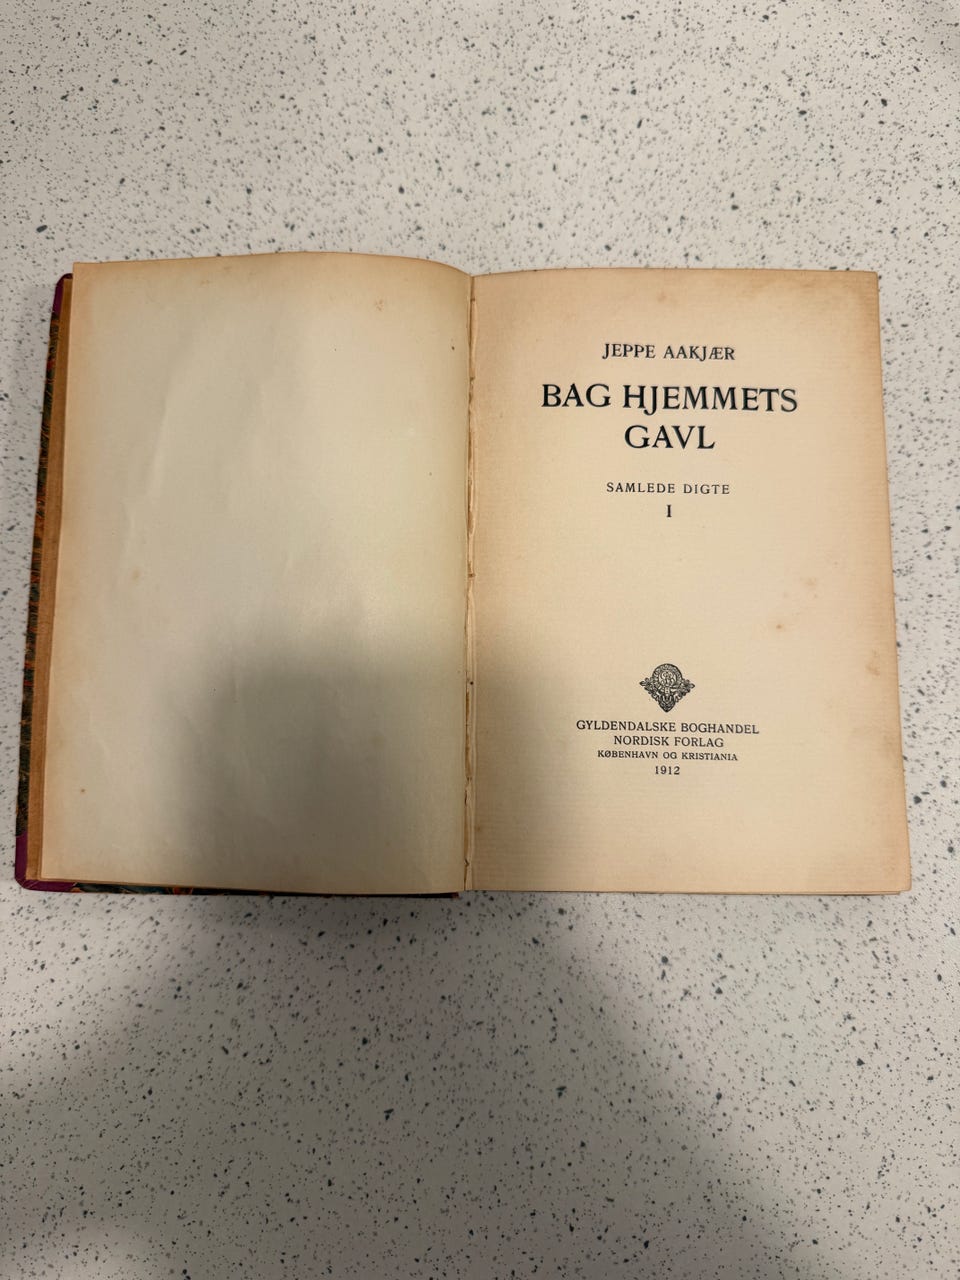 JEPPE AAKJÆR
BAG HJEMMETS
GAVL
SAMLEDE DIGTE
I
GYLDENDALSKE BOGHANDEL
NORDISK FORLAG
KØBENHAVN OG KRISTIANIA
1912